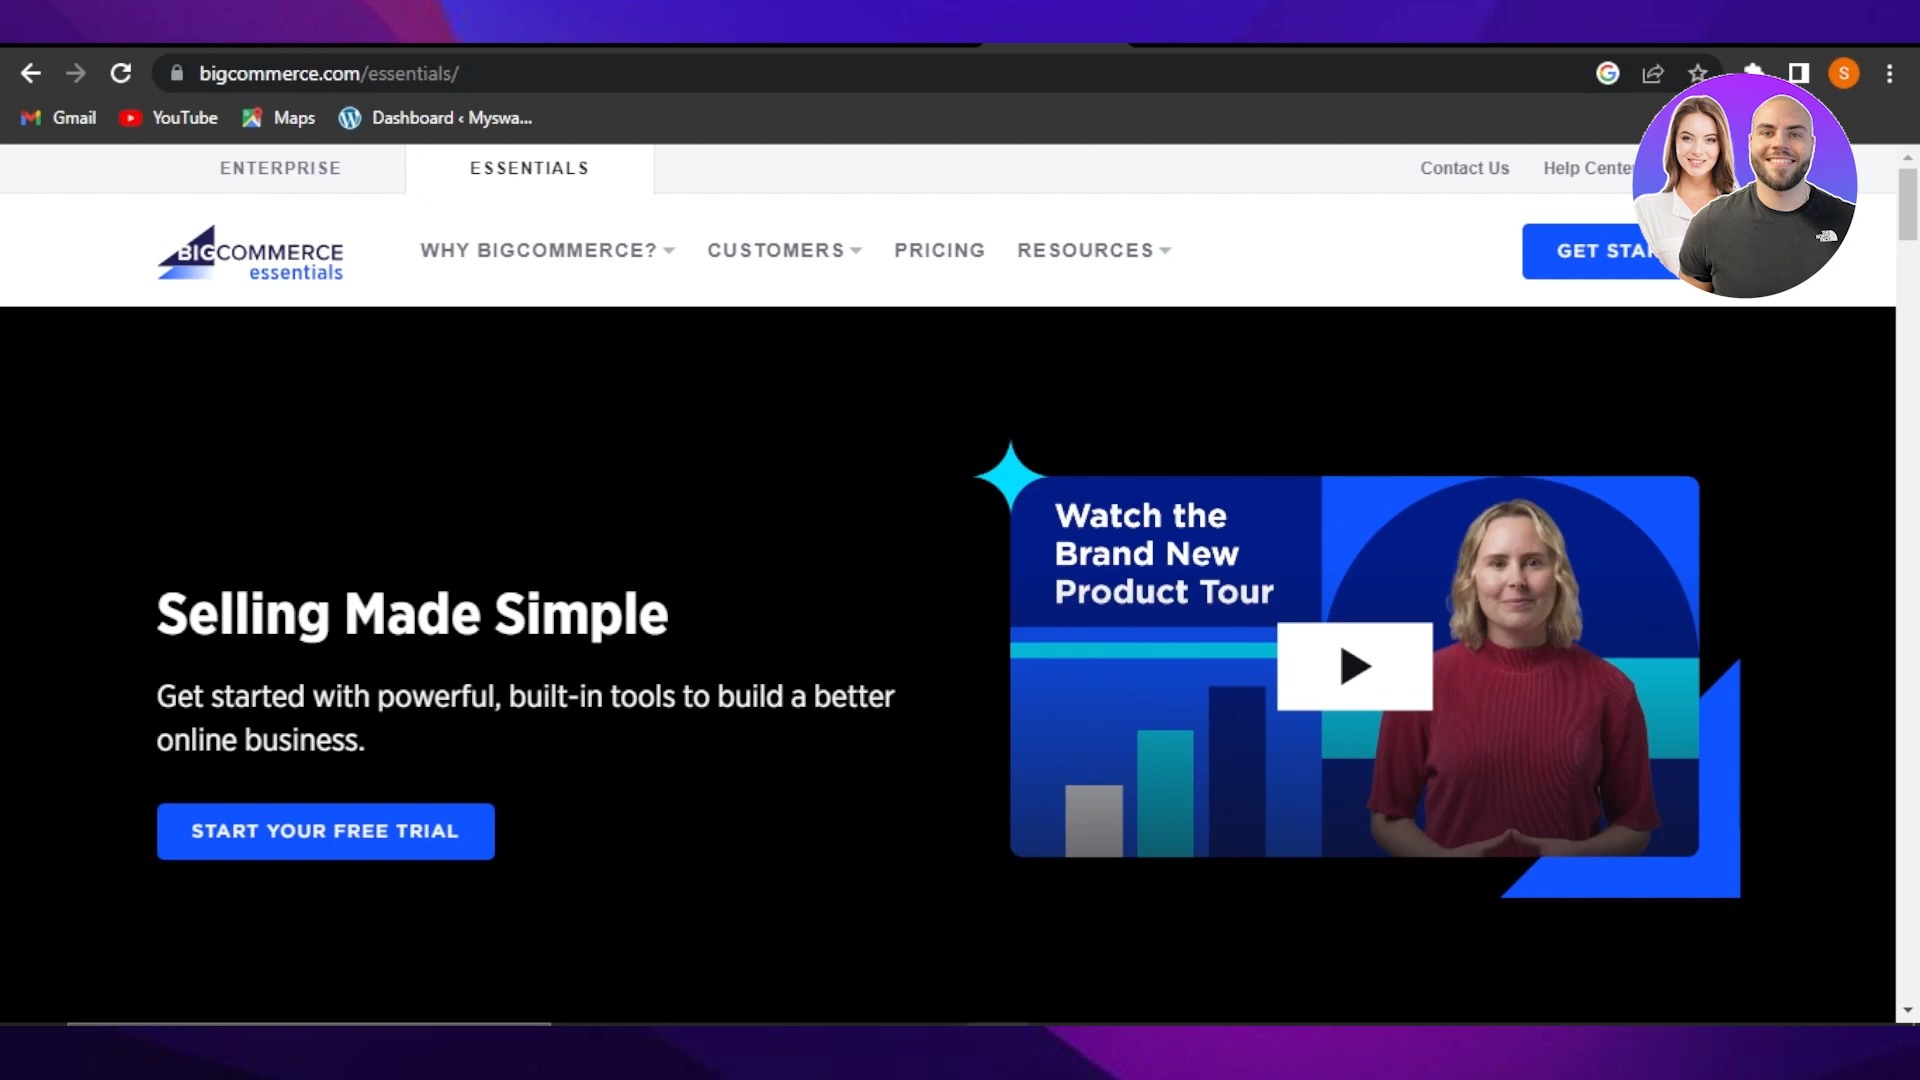 bigcommerce.com/essentials/
S
Gmail YouTube Maps Dashboard ‹ Myswa...
ENTERPRISE ESSENTIALS Contact Us Help Center
BIGCOMMERCE
essentials
WHY BIGCOMMERCE? CUSTOMERS PRICING RESOURCES
GET STAR
Watch the
Brand New
Product Tour
Selling Made Simple
Get started with powerful, built-in tools to build a better
online business.
START YOUR FREE TRIAL